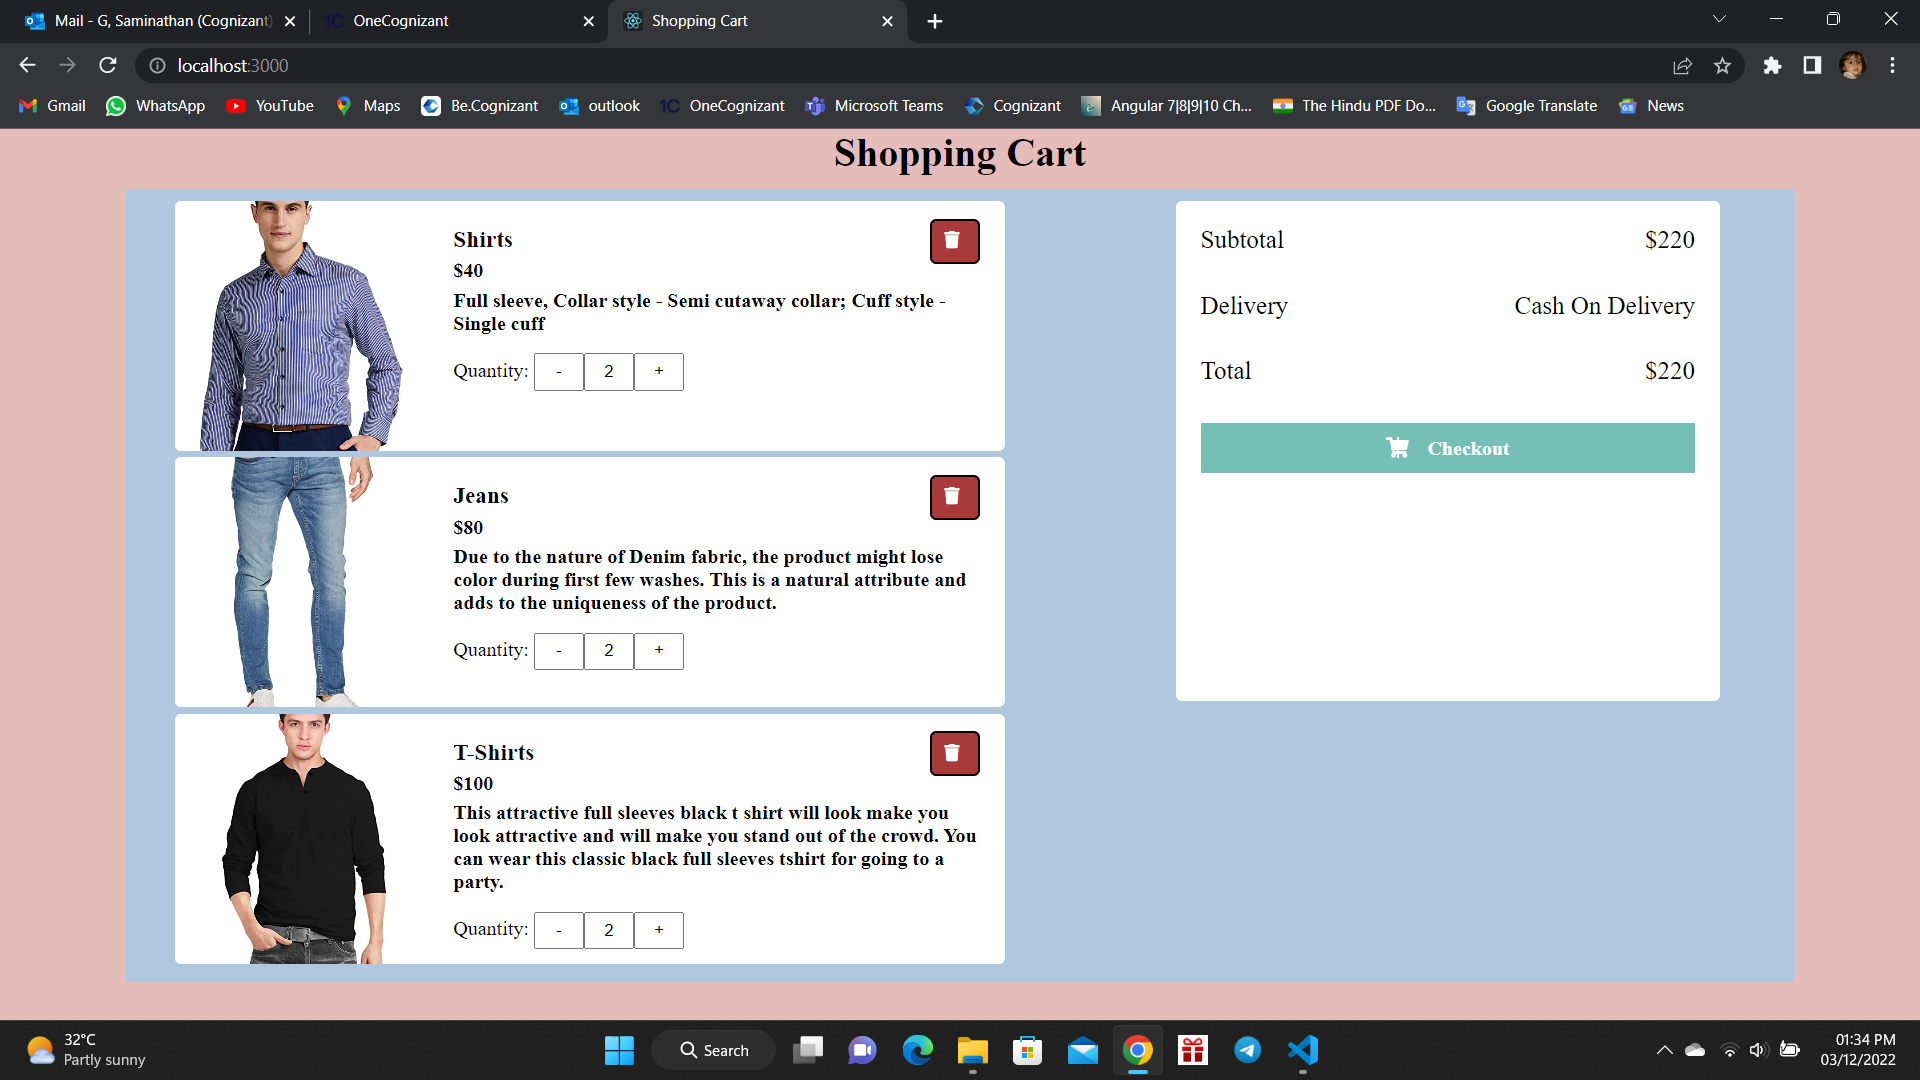 Mail - G, Saminathan (Cognizant)
OneCognizant
Shopping Cart
localhost:3000
Gmail
WhatsApp
YouTube
Maps
Be.Cognizant
outlook
1C OneCognizant
Microsoft Teams
Cognizant
Angular 7|8|9|10 Ch...
The Hindu PDF Do...
Google Translate
News
Shopping Cart
Shirts
$40
Full sleeve, Collar style - Semi cutaway collar; Cuff style -
Single cuff
Quantity: - 2 +
Jeans
$80
Due to the nature of Denim fabric, the product might lose
color during first few washes. This is a natural attribute and
adds to the uniqueness of the product.
Quantity: - 2 +
T-Shirts
$100
This attractive full sleeves black t shirt will look make you
look attractive and will make you stand out of the crowd. You
can wear this classic black full sleeves tshirt for going to a
party.
Quantity: - 2 +
Subtotal $220
Delivery Cash On Delivery
Total $220
Checkout
32°C
Partly sunny
Search
01:34 PM
03/12/2022